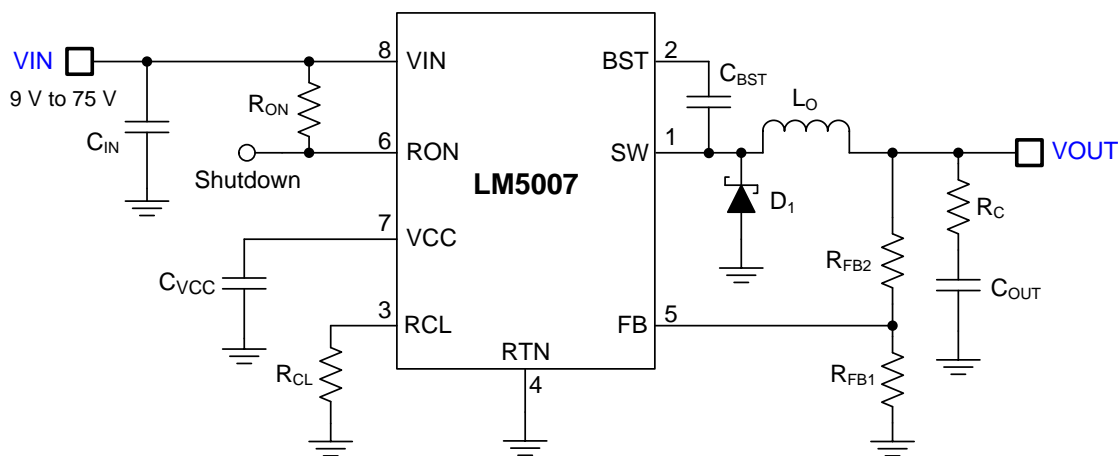 VIN
9 V to 75 V
CIN
RON
Shutdown
8
VIN
6
RON
7
VCC
CVCC
3
RCL
RCL
LM5007
RTN
4
BST
2
CBST
SW
1
LO
D1
VOUT
RC
COUT
RFB2
FB
5
RFB1